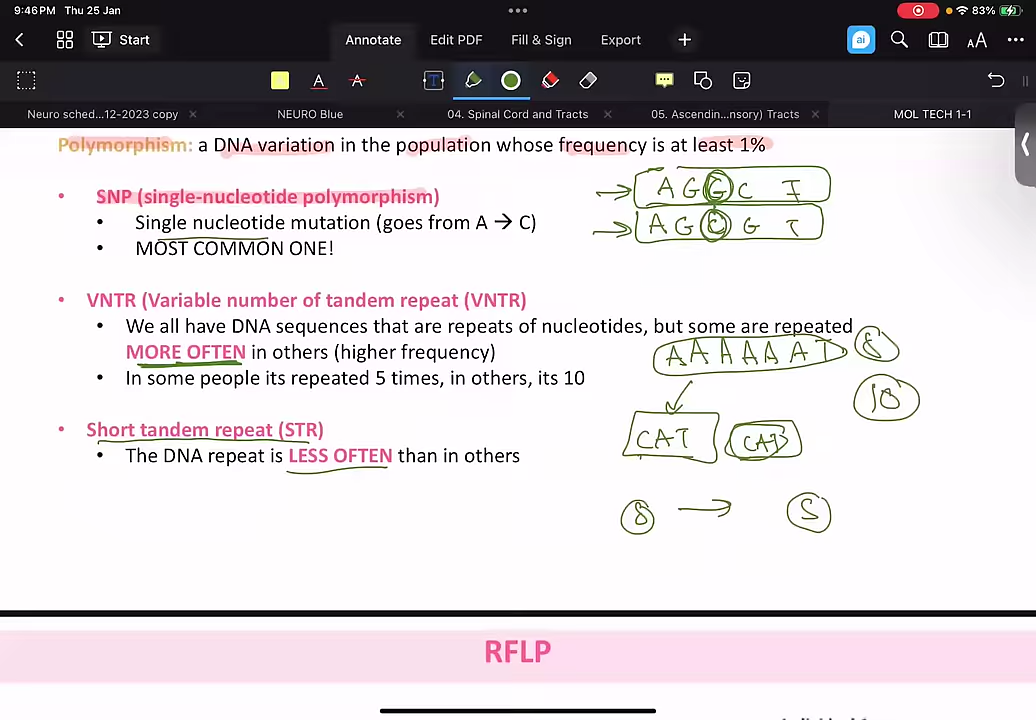 9:46 PM Thu 25 Jan
83%
Start
Annotate
Edit PDF
Fill & Sign
Export
ai
AA
T
A
A
Neuro sched...12-2023 copy
NEURO Blue
04. Spinal Cord and Tracts
05. Ascendin...nsory) Tracts
MOL TECH 1-1
Polymorphism: a DNA variation in the population whose frequency is at least 1%
• SNP (single-nucleotide polymorphism)
• Single nucleotide mutation (goes from A → C)
• MOST COMMON ONE!
A G G C T
A G C G T
• VNTR (Variable number of tandem repeat (VNTR)
• We all have DNA sequences that are repeats of nucleotides, but some are repeated
MORE OFTEN in others (higher frequency)
• In some people its repeated 5 times, in others, its 10
A A A A A A T
8
10
CAT
CAT
• Short tandem repeat (STR)
• The DNA repeat is LESS OFTEN than in others
8 → 5
RFLP